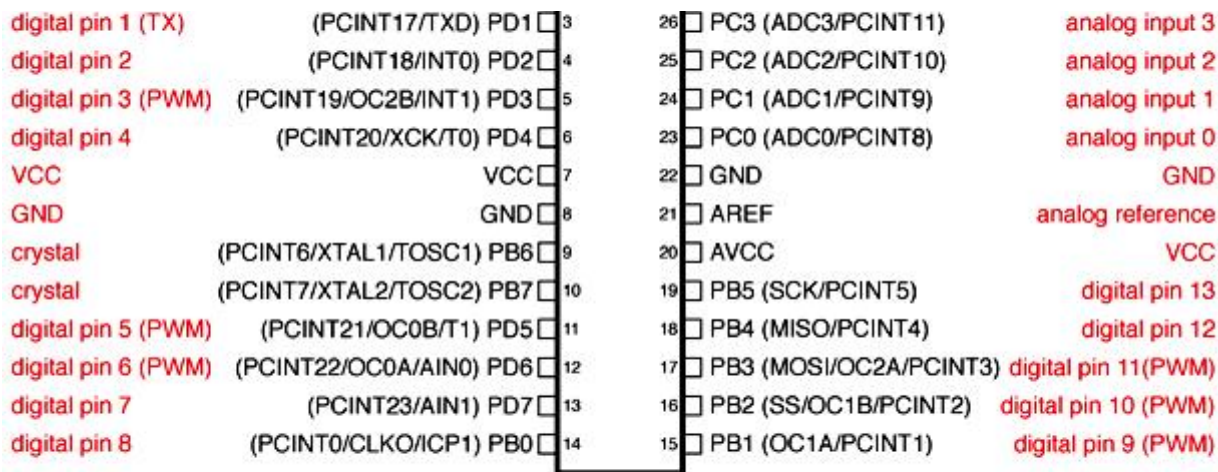 digital pin 1 (TX) (PCINT17/TXD) PD1 3 26 PC3 (ADC3/PCINT11) analog input 3
digital pin 2 (PCINT18/INT0) PD2 4 25 PC2 (ADC2/PCINT10) analog input 2
digital pin 3 (PWM) (PCINT19/OC2B/INT1) PD3 5 24 PC1 (ADC1/PCINT9) analog input 1
digital pin 4 (PCINT20/XCK/T0) PD4 6 23 PC0 (ADC0/PCINT8) analog input 0
VCC VCC 7 22 GND GND
GND GND 8 21 AREF analog reference
crystal (PCINT6/XTAL1/TOSC1) PB6 9 20 AVCC VCC
crystal (PCINT7/XTAL2/TOSC2) PB7 10 19 PB5 (SCK/PCINT5) digital pin 13
digital pin 5 (PWM) (PCINT21/OC0B/T1) PD5 11 18 PB4 (MISO/PCINT4) digital pin 12
digital pin 6 (PWM) (PCINT22/OC0A/AIN0) PD6 12 17 PB3 (MOSI/OC2A/PCINT3) digital pin 11(PWM)
digital pin 7 (PCINT23/AIN1) PD7 13 16 PB2 (SS/OC1B/PCINT2) digital pin 10 (PWM)
digital pin 8 (PCINT0/CLKO/ICP1) PB0 14 15 PB1 (OC1A/PCINT1) digital pin 9 (PWM)